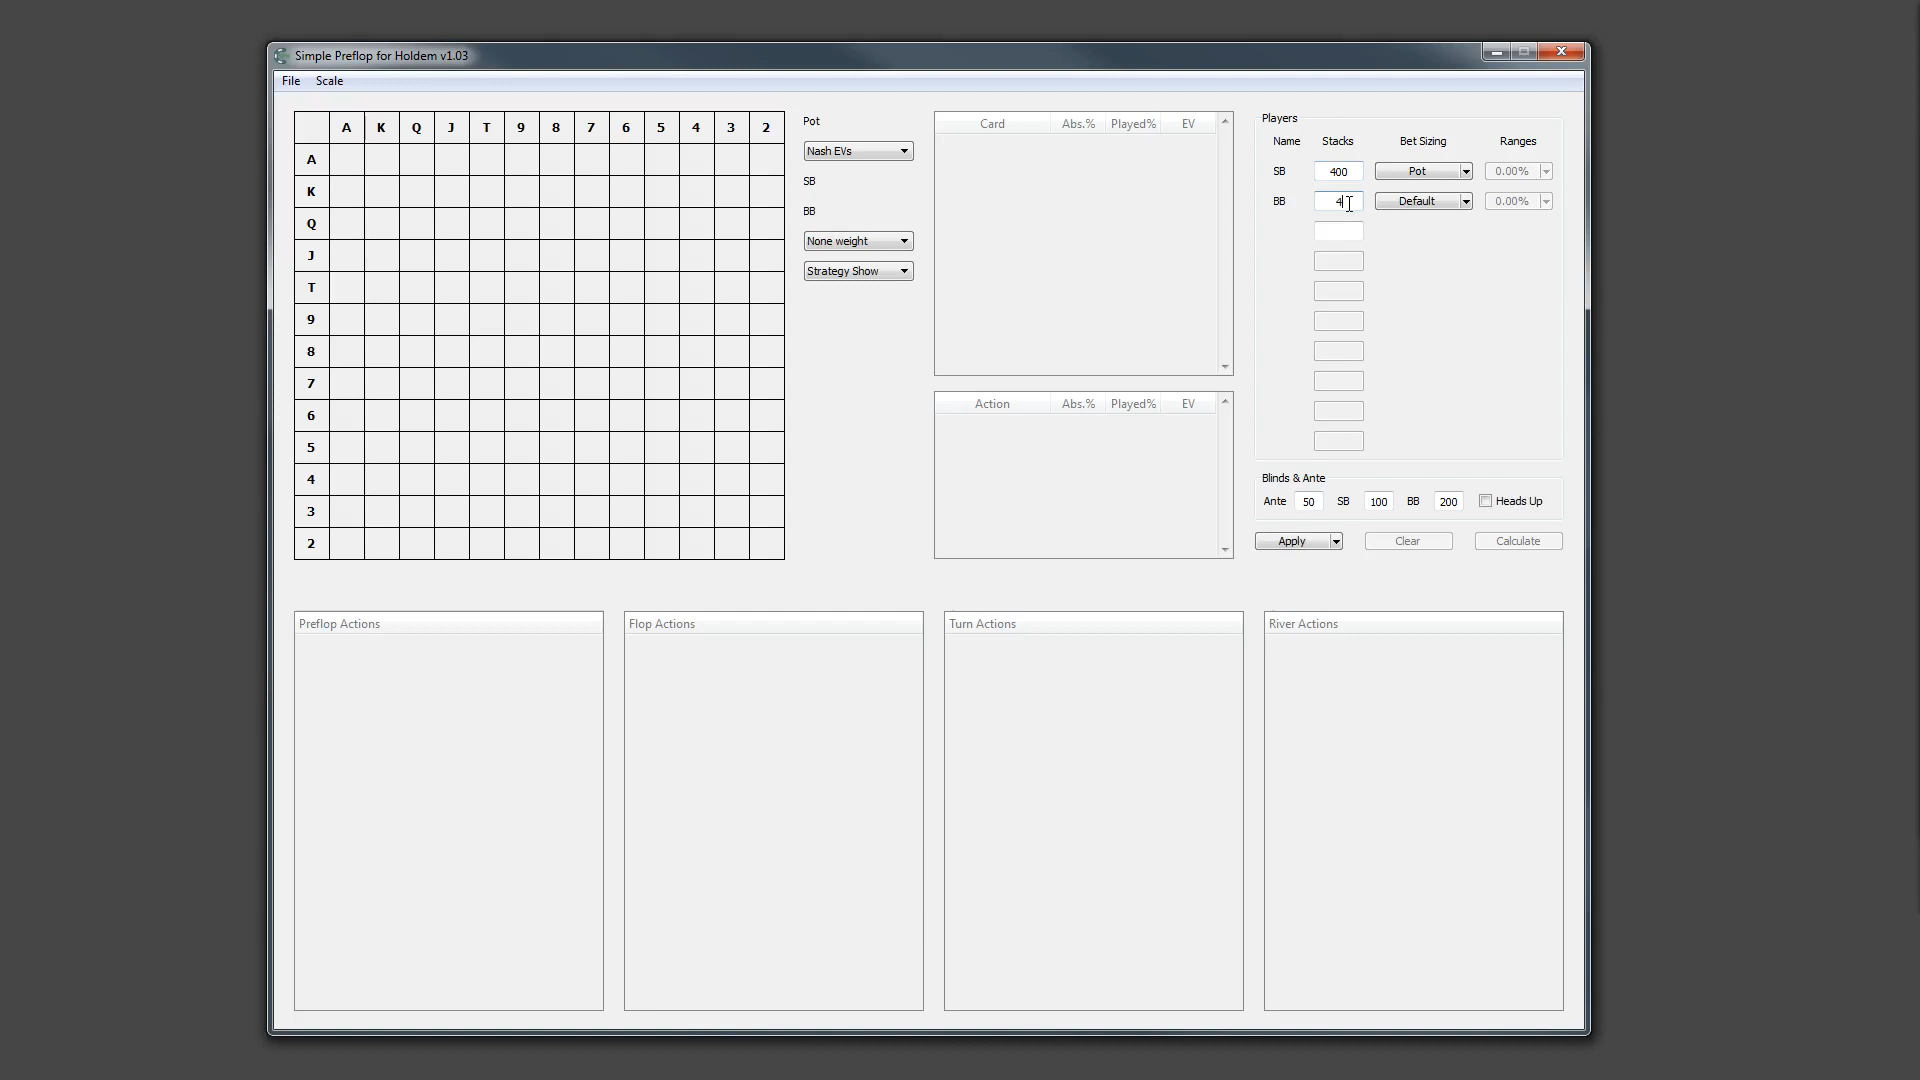 Simple Preflop for Holdem v1.03
File Scale
A K Q J T 9 8 7 6 5 4 3 2
A
K
Q
J
T
9
8
7
6
5
4
3
2
Pot
Nash EVs
SB
BB
None weight
Strategy Show
Card Abs.% Played% EV
Action Abs.% Played% EV
Players
Name Stacks Bet Sizing Ranges
SB 400 Pot 0.00%
BB 4 Default 0.00%
Blinds & Ante
Ante 50 SB 100 BB 200 Heads Up
Apply Clear Calculate
Preflop Actions Flop Actions Turn Actions River Actions